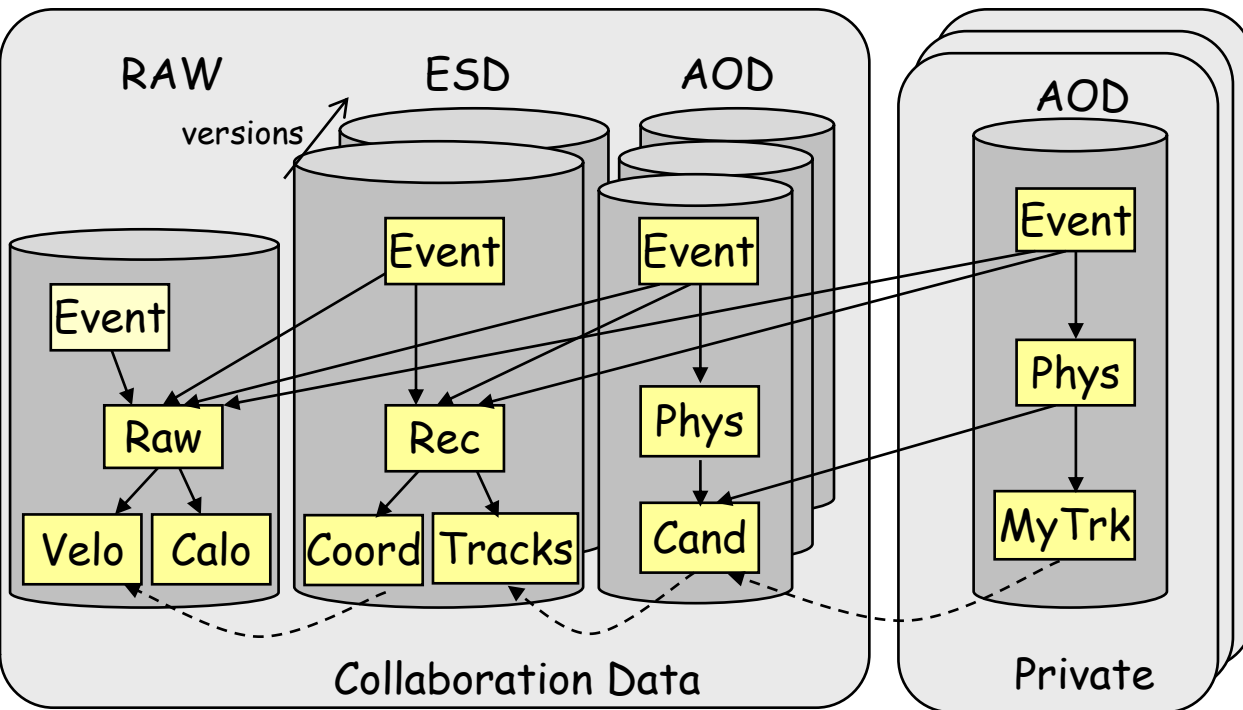 RAW
ESD
AOD
AOD
versions
Event
Event
Event
Event
Raw
Rec
Phys
Phys
Velo
Calo
Coord
Tracks
Cand
MyTrk
Collaboration Data
Private